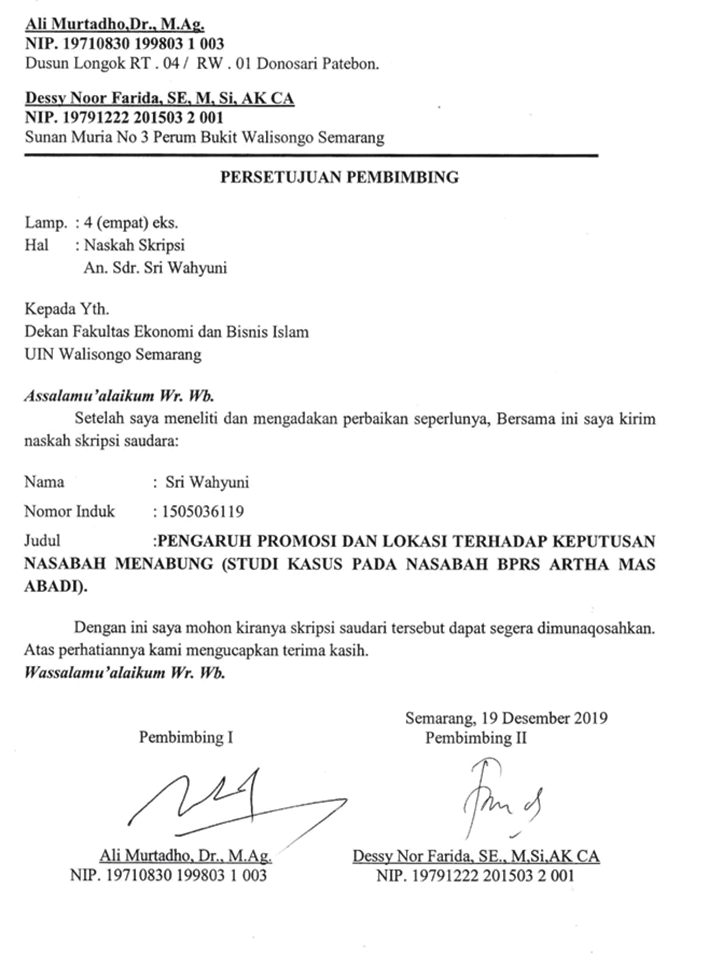 Ali Murtadho,Dr., M.Ag.
NIP. 19710830 199803 1 003
Dusun Longok RT . 04 / RW . 01 Donosari Patebon.
Dessy Noor Farida, SE, M, Si, AK CA
NIP. 19791222 201503 2 001
Sunan Muria No 3 Perum Bukit Walisongo Semarang
PERSETUJUAN PEMBIMBING
Lamp. : 4 (empat) eks.
Hal : Naskah Skripsi
An. Sdr. Sri Wahyuni
Kepada Yth.
Dekan Fakultas Ekonomi dan Bisnis Islam
UIN Walisongo Semarang
Assalamu’alaikum Wr. Wb.
Setelah saya meneliti dan mengadakan perbaikan seperlunya, Bersama ini saya kirim
naskah skripsi saudara:
Nama : Sri Wahyuni
Nomor Induk : 1505036119
Judul :PENGARUH PROMOSI DAN LOKASI TERHADAP KEPUTUSAN
NASABAH MENABUNG (STUDI KASUS PADA NASABAH BPRS ARTHA MAS
ABADI).
Dengan ini saya mohon kiranya skripsi saudari tersebut dapat segera dimunaqosahkan.
Atas perhatiannya kami mengucapkan terima kasih.
Wassalamu’alaikum Wr. Wb.
Semarang, 19 Desember 2019
Pembimbing I Pembimbing II
Ali Murtadho, Dr., M.Ag. Dessy Nor Farida, SE., M,Si,AK CA
NIP. 19710830 199803 1 003 NIP. 19791222 201503 2 001